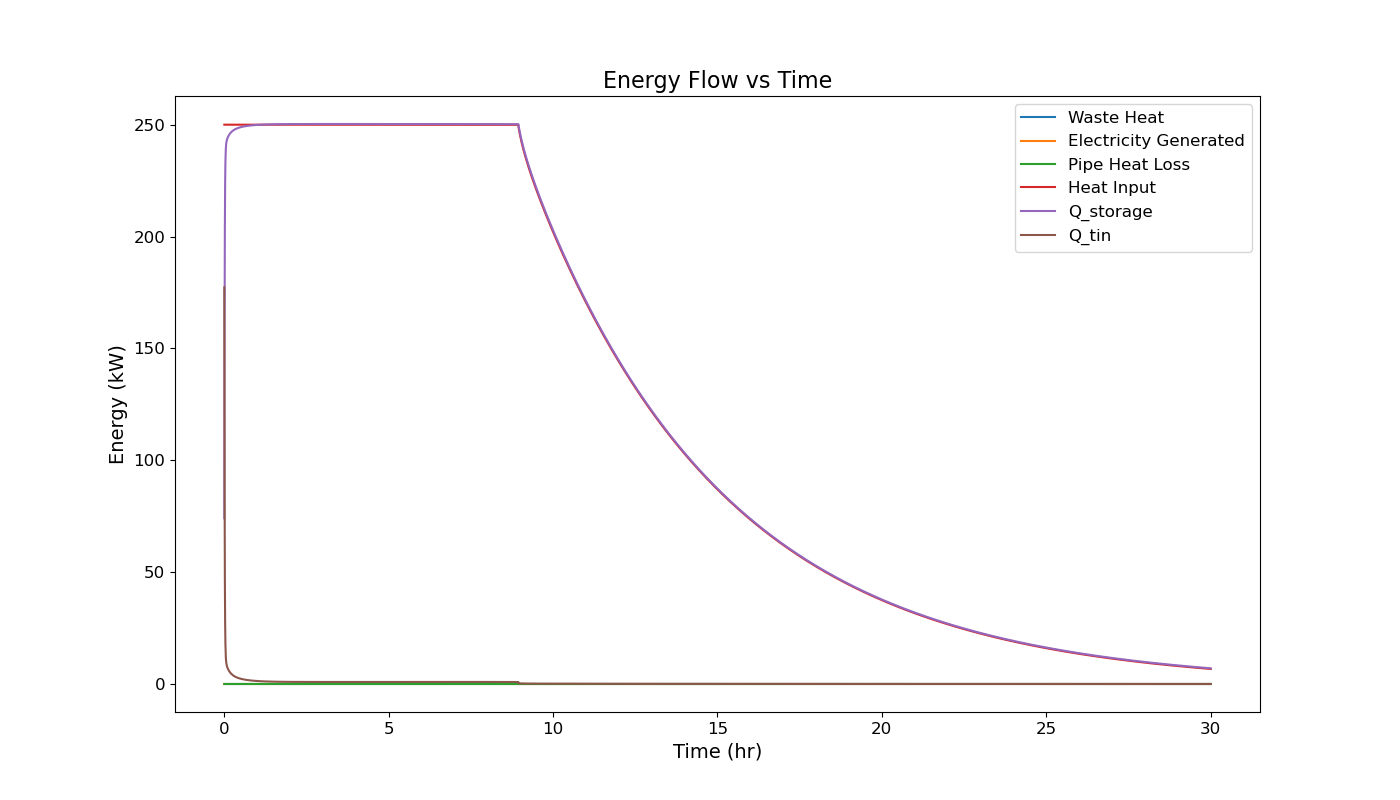 Energy Flow vs Time
Energy (kW)
250
200
150
100
50
0
Waste Heat
Electricity Generated
Pipe Heat Loss
Heat Input
Q_storage
Q_tin
0 5 10 15 20 25 30
Time (hr)